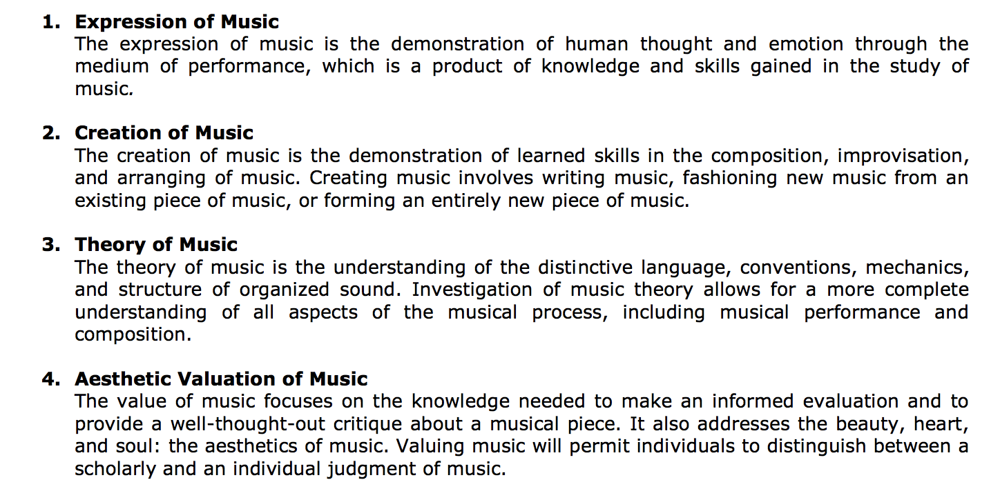 1. Expression of Music
The expression of music is the demonstration of human thought and emotion through the
medium of performance, which is a product of knowledge and skills gained in the study of
music.
2. Creation of Music
The creation of music is the demonstration of learned skills in the composition, improvisation,
and arranging of music. Creating music involves writing music, fashioning new music from an
existing piece of music, or forming an entirely new piece of music.
3. Theory of Music
The theory of music is the understanding of the distinctive language, conventions, mechanics,
and structure of organized sound. Investigation of music theory allows for a more complete
understanding of all aspects of the musical process, including musical performance and
composition.
4. Aesthetic Valuation of Music
The value of music focuses on the knowledge needed to make an informed evaluation and to
provide a well-thought-out critique about a musical piece. It also addresses the beauty, heart,
and soul: the aesthetics of music. Valuing music will permit individuals to distinguish between a
scholarly and an individual judgment of music.